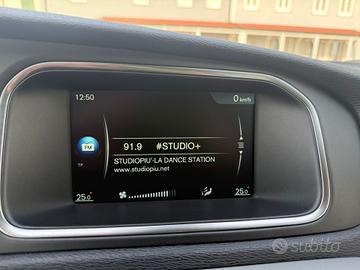 12:50
0 km/h
FM
91.9 #STUDIO+
TP
STUDIOPIU'-LA DANCE STATION
www.studiopiu.net
25.0°
25.0°
subito